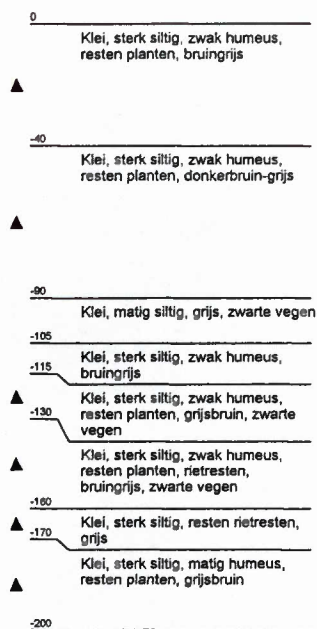 0
Klei, sterk siltig, zwak humeus,
resten planten, bruingrijs
-40
Klei, sterk siltig, zwak humeus,
resten planten, donkerbruin-grijs
-90
Klei, matig siltig, grijs, zwarte vegen
-105
Klei, sterk siltig, zwak humeus,
bruingrijs
-115
Klei, sterk siltig, zwak humeus,
resten planten, grijsbruin, zwarte
vegen
-130
Klei, sterk siltig, zwak humeus,
resten planten, rietresten,
bruingrijs, zwarte vegen
-160
Klei, sterk siltig, resten rietresten,
grijs
-170
Klei, sterk siltig, matig humeus,
resten planten, grijsbruin
-200